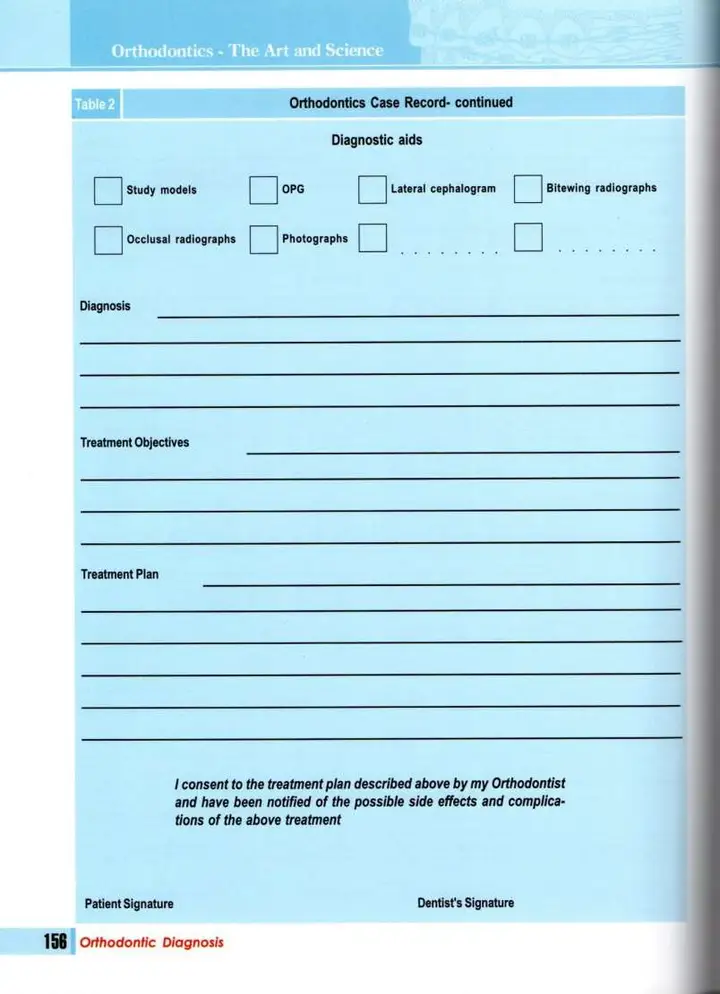 Orthodontics - The Art and Science
Table 2 Orthodontics Case Record- continued
Diagnostic aids
Study models OPG Lateral cephalogram Bitewing radiographs
Occlusal radiographs Photographs . . . . . . . . . . . . . . . .
Diagnosis
Treatment Objectives
Treatment Plan
I consent to the treatment plan described above by my Orthodontist
and have been notified of the possible side effects and complica-
tions of the above treatment
Patient Signature Dentist's Signature
156 Orthodontic Diagnosis